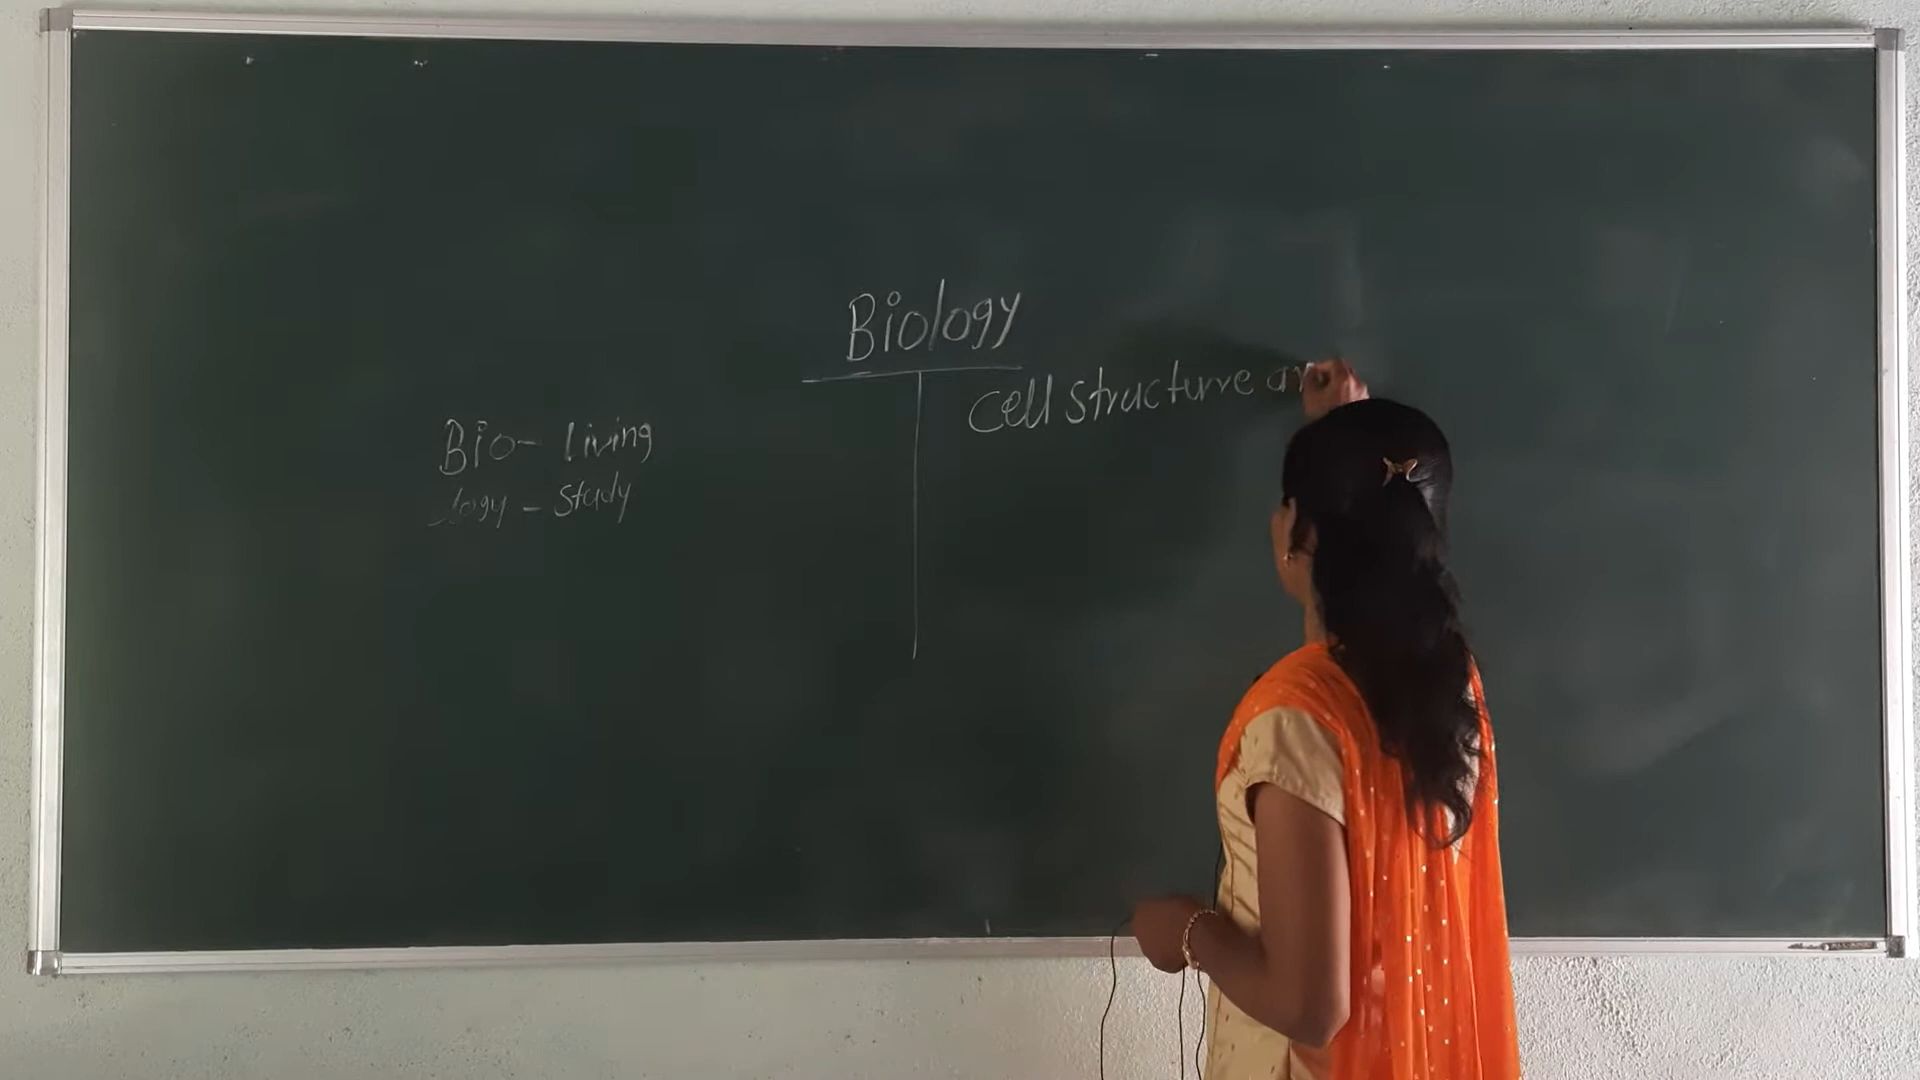 Biology
Cell structure
Bio- living
logy - study